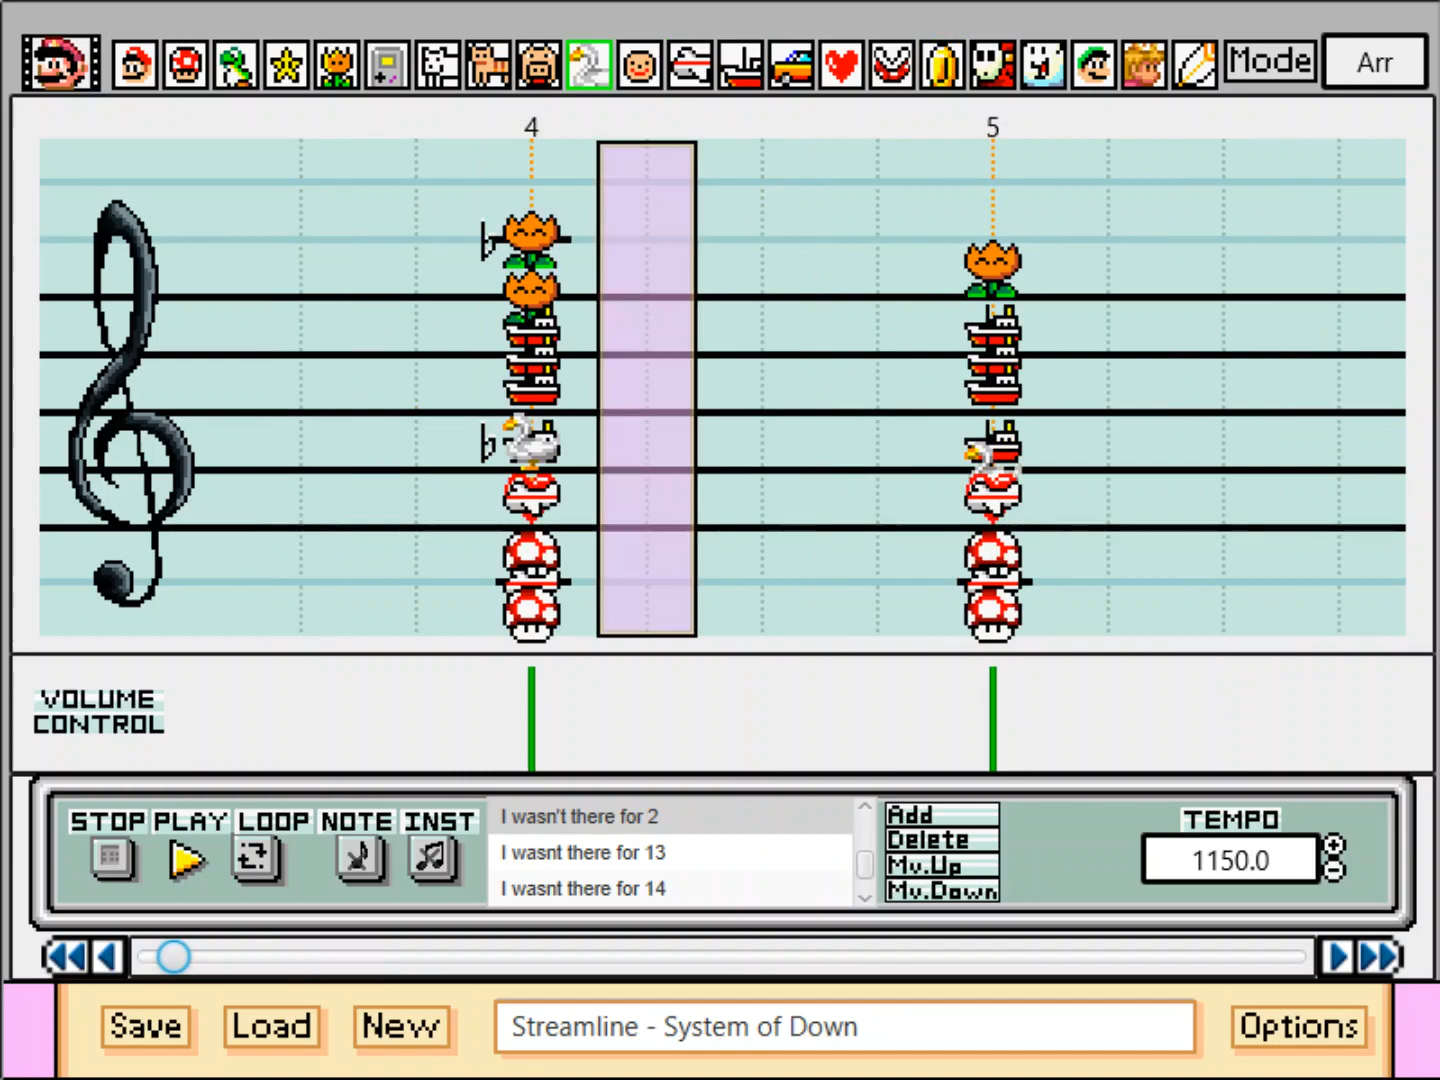 Mode
Arr
4
5
VOLUME
CONTROL
STOP PLAY LOOP NOTE INST
I wasn't there for 2
I wasnt there for 13
I wasnt there for 14
Add
Delete
Mv.Up
Mv.Down
TEMPO
1150.0
Save
Load
New
Streamline - System of Down
Options